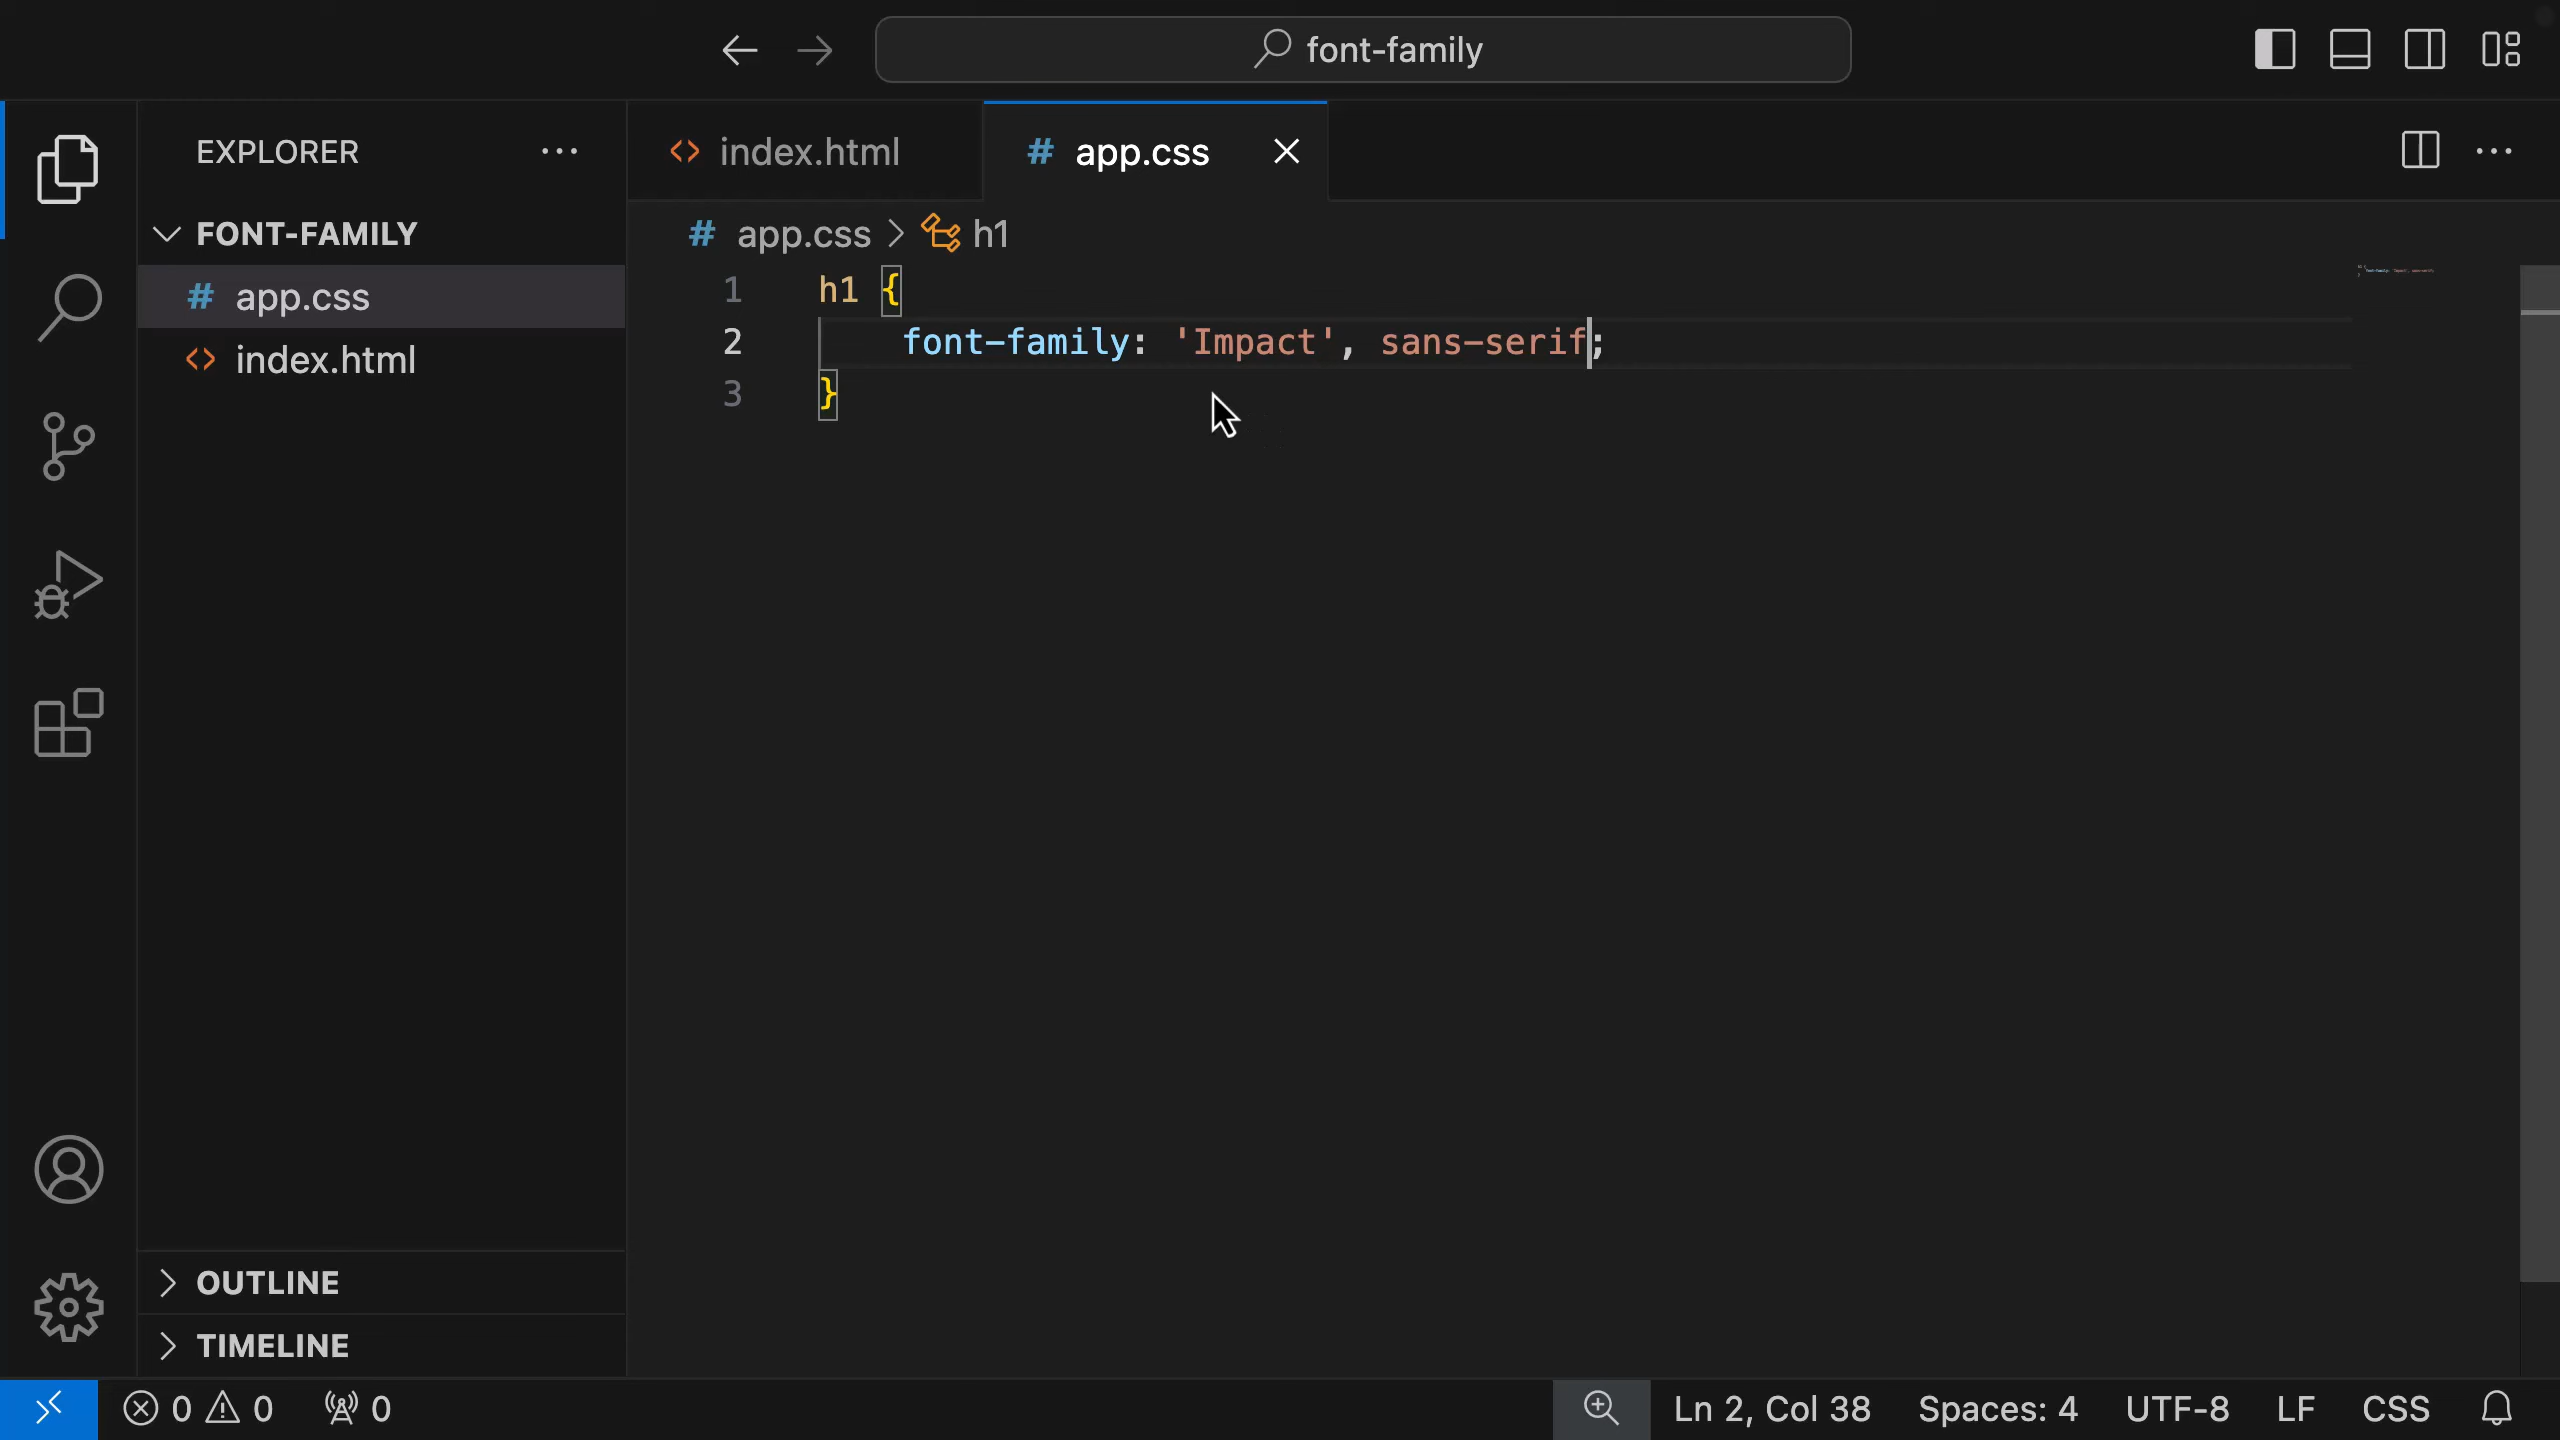 font-family
EXPLORER
index.html
# app.css
FONT-FAMILY
# app.css
<> index.html
# app.css > h1
1 h1 {
2 font-family: 'Impact', sans-serif;
3 }
OUTLINE
TIMELINE
0 0 0
Ln 2, Col 38 Spaces: 4 UTF-8 LF CSS